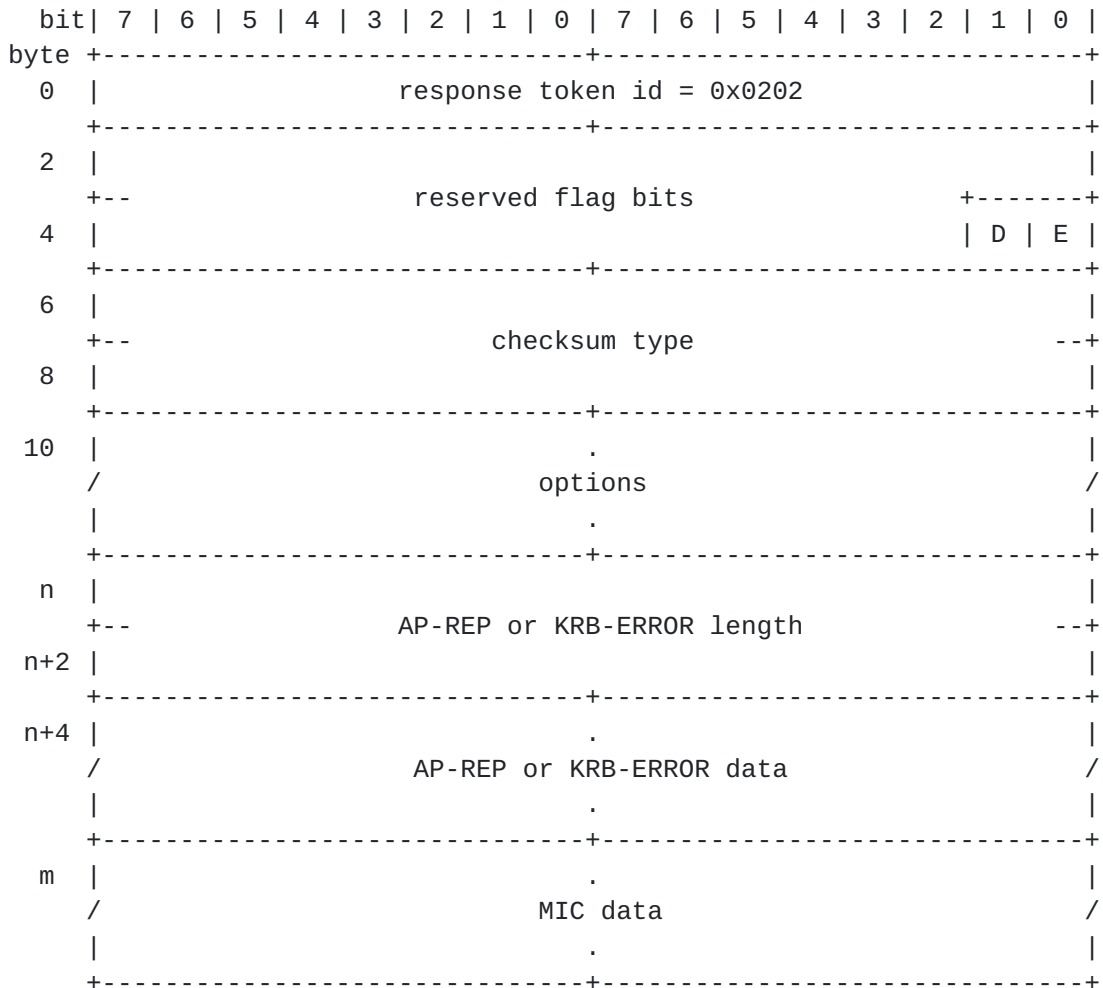 bit| 7 | 6 | 5 | 4 | 3 | 2 | 1 | 0 | 7 | 6 | 5 | 4 | 3 | 2 | 1 | 0 |
byte +-------------------------------+-------------------------------+
  0  |                   response token id = 0x0202                  |
     +-------------------------------+-------------------------------+
  2  |                                                               |
     +--                  reserved flag bits                 +-------+
  4  |                                                       | D | E |
     +-------------------------------+-------------------------------+
  6  |                                                               |
     +--                       checksum type                       --+
  8  |                                                               |
     +-------------------------------+-------------------------------+
 10  |                               .                               |
     /                            options                            /
     |                               .                               |
     +-------------------------------+-------------------------------+
  n  |                                                               |
     +--                 AP-REP or KRB-ERROR length                --+
 n+2 |                                                               |
     +-------------------------------+-------------------------------+
 n+4 |                               .                               |
     /                    AP-REP or KRB-ERROR data                   /
     |                               .                               |
     +-------------------------------+-------------------------------+
  m  |                               .                               |
     /                            MIC data                           /
     |                               .                               |
     +-------------------------------+-------------------------------+